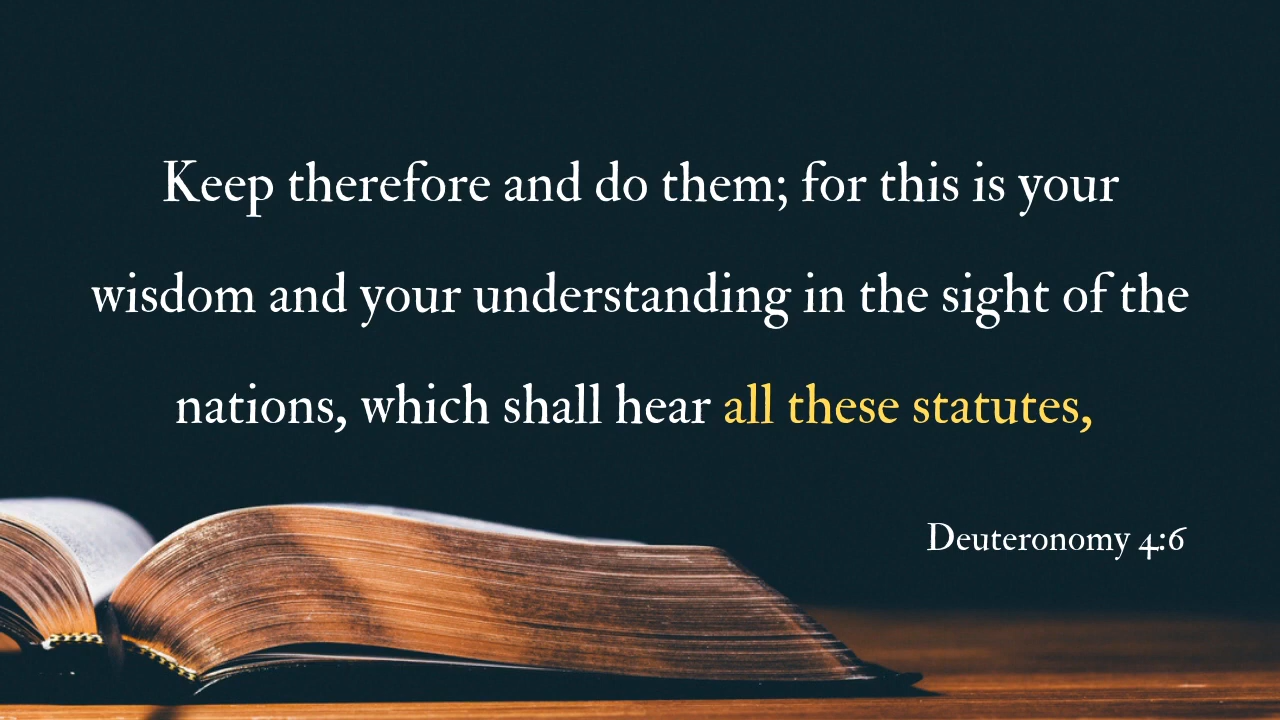 Keep therefore and do them; for this is your
wisdom and your understanding in the sight of the
nations, which shall hear all these statutes,
Deuteronomy 4:6